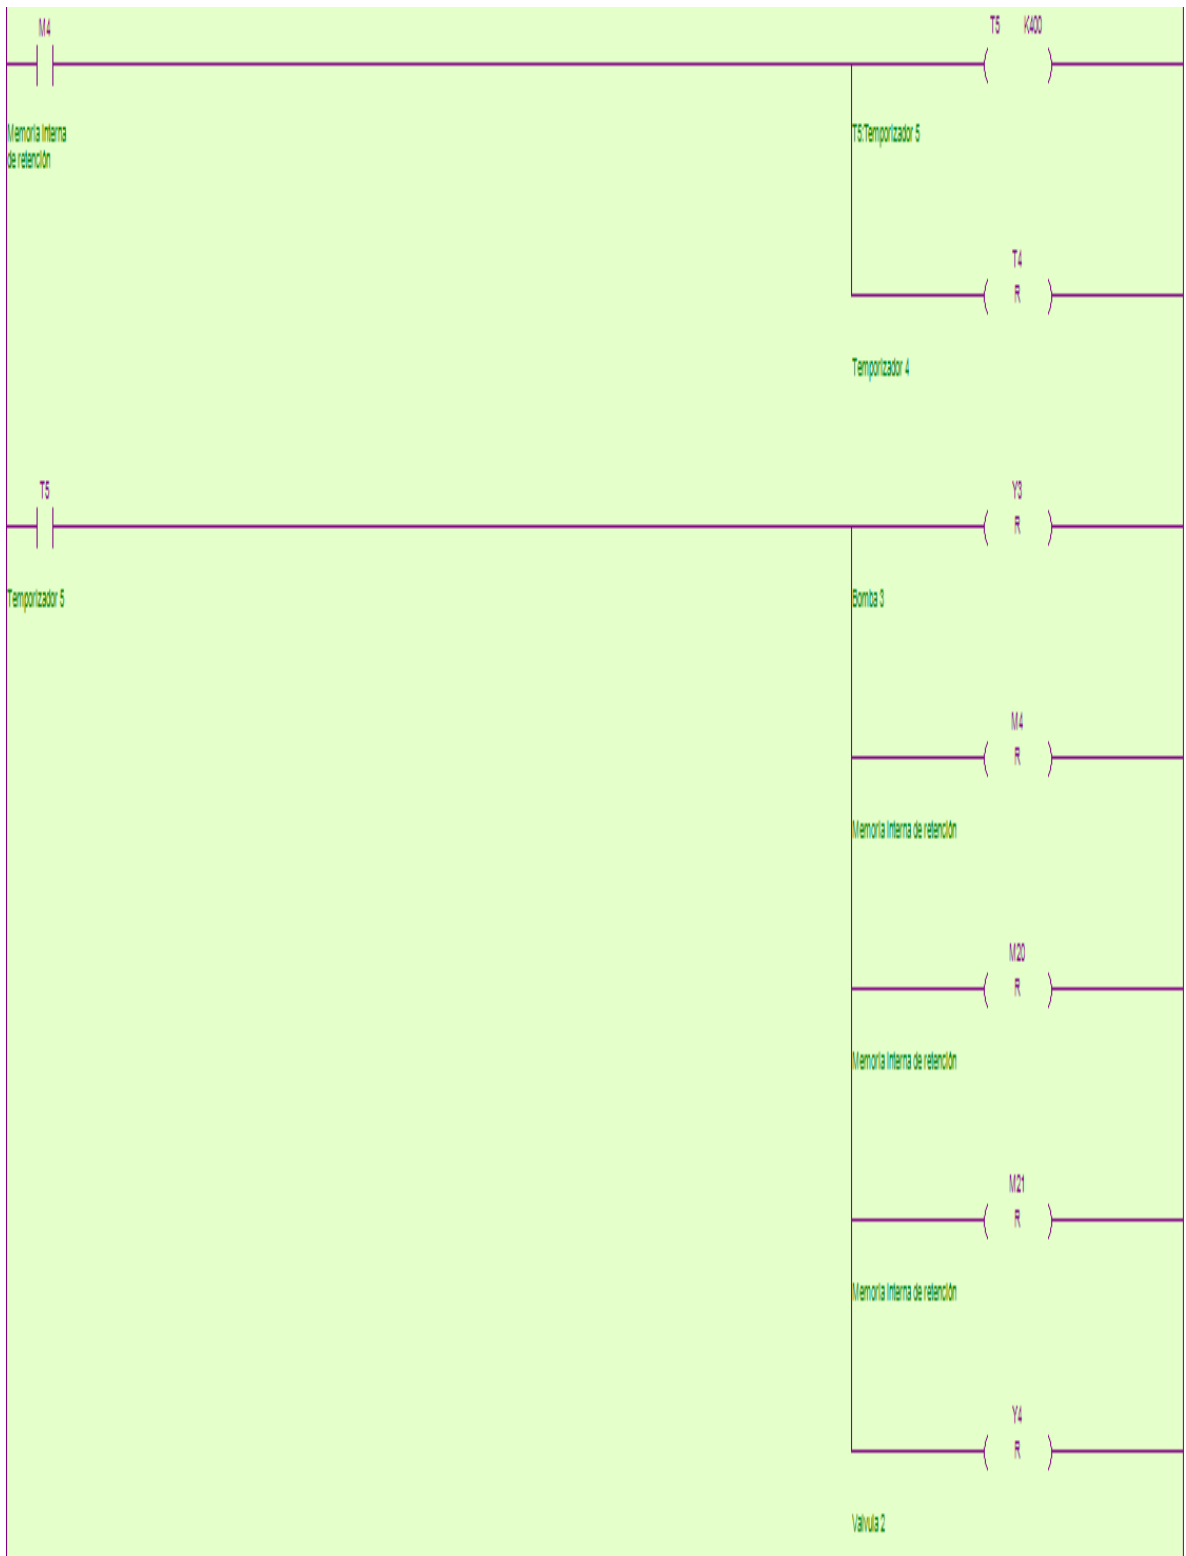 M4
T5 K400
Memoria Interna
de retención
T5:Temporizador 5
T4
R
Temporizador 4
T5
Y3
R
Temporizador 5
Bomba 3
M4
R
Memoria Interna de retención
M20
R
Memoria Interna de retención
M21
R
Memoria Interna de retención
Y4
R
Valvula 2